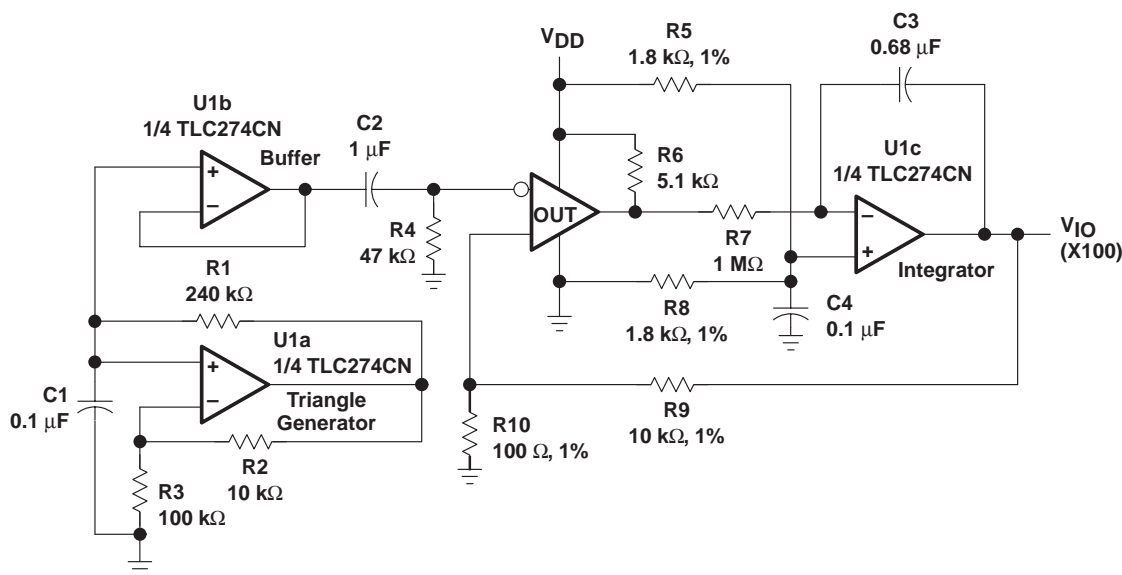 U1b
1/4 TLC274CN
+
−
Buffer
C2
1 µF
R4
47 kΩ
R1
240 kΩ
U1a
1/4 TLC274CN
+
−
Triangle
Generator
C1
0.1 µF
R2
10 kΩ
R3
100 kΩ
VDD
OUT
R5
1.8 kΩ, 1%
R6
5.1 kΩ
R7
1 MΩ
R8
1.8 kΩ, 1%
C3
0.68 µF
U1c
1/4 TLC274CN
−
+
Integrator
C4
0.1 µF
VIO
(X100)
R9
10 kΩ, 1%
R10
100 Ω, 1%